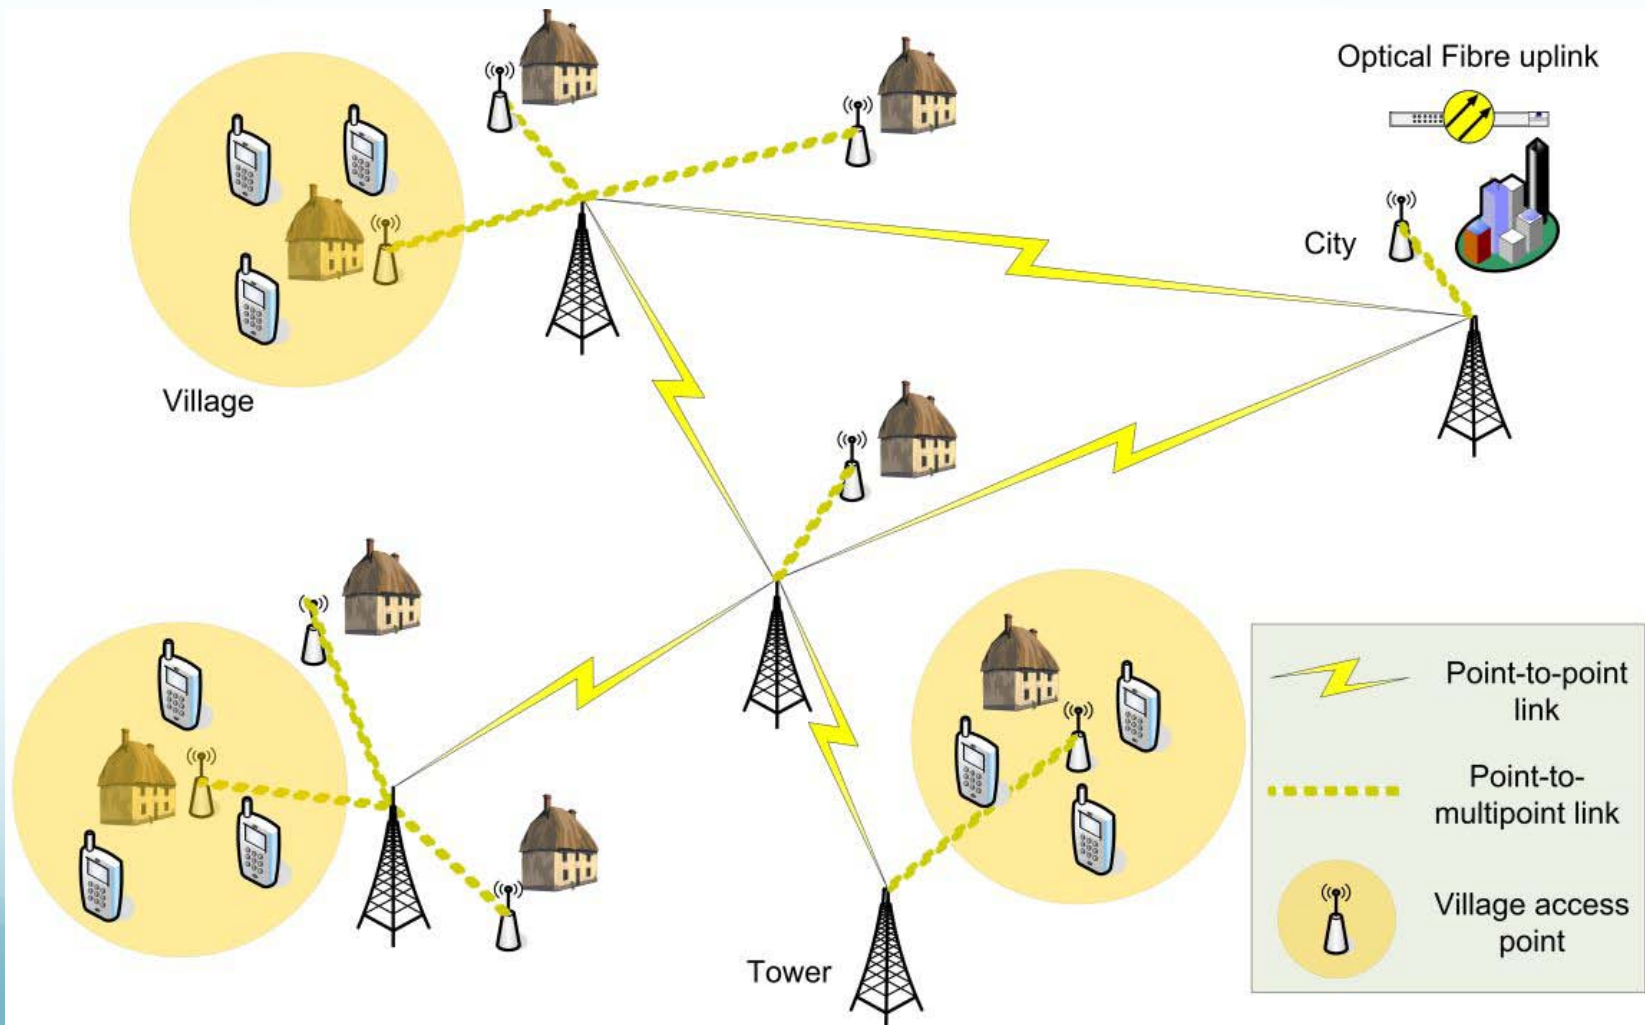 Optical Fibre uplink
City
Village
Tower
Point-to-point
link
Point-to-
multipoint link
Village access
point